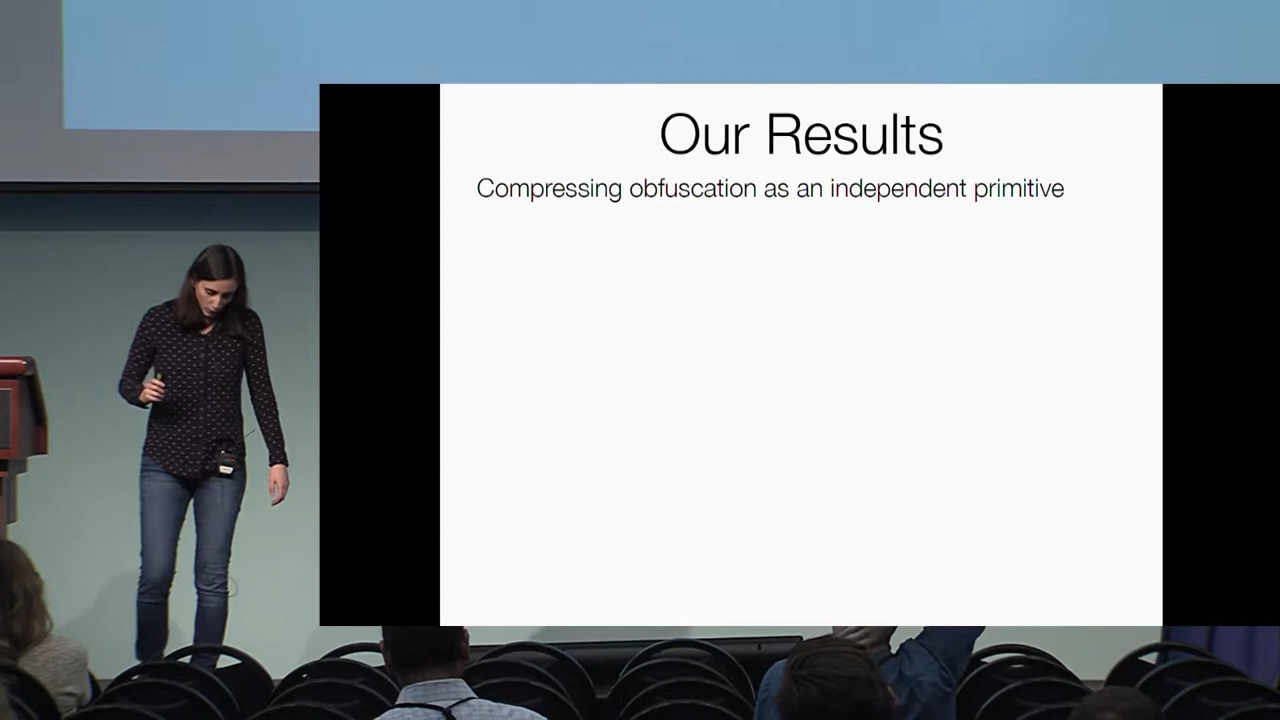 Our Results
Compressing obfuscation as an independent primitive